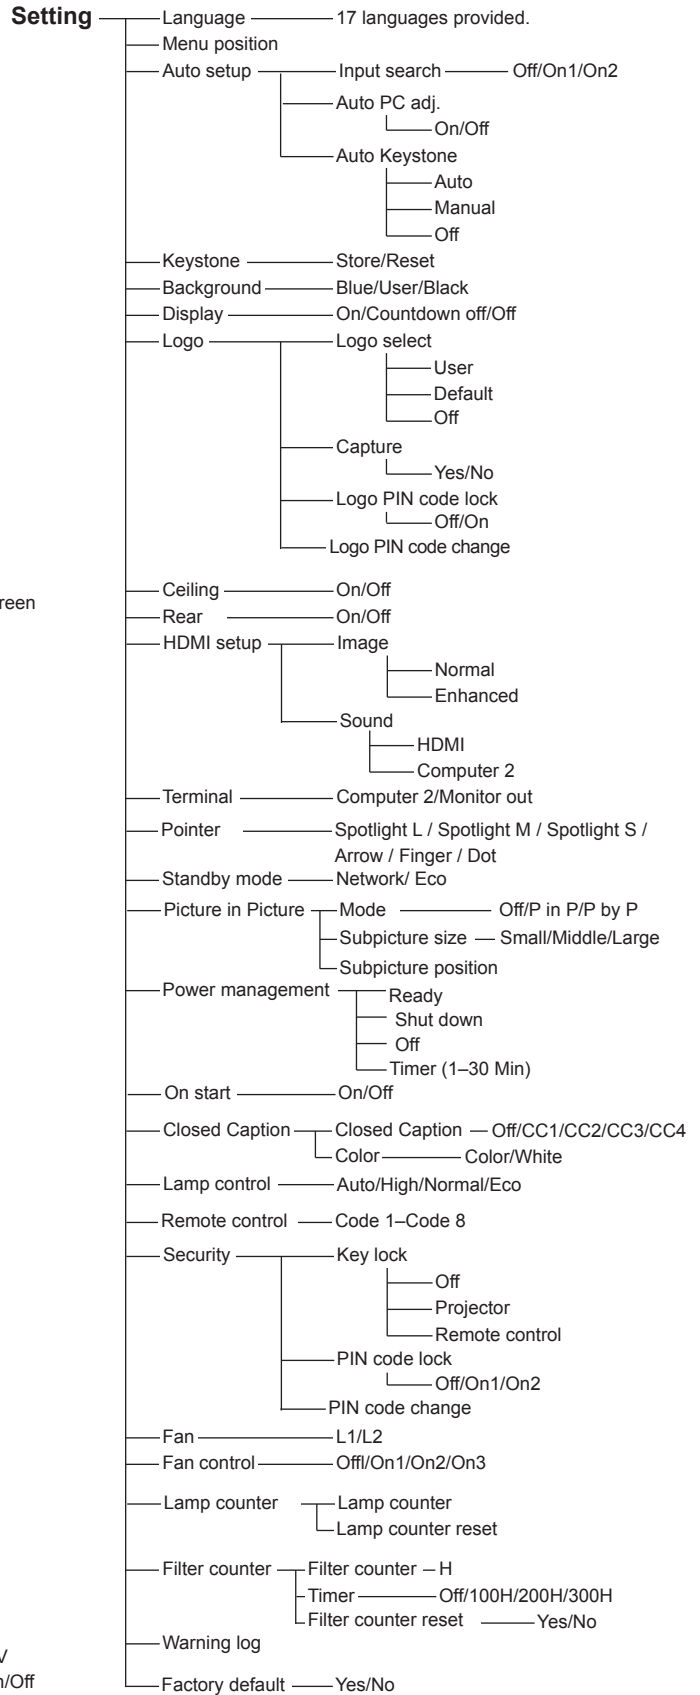 Setting Language 17 languages provided.
Menu position
Auto setup Input search Off/On1/On2
Auto PC adj.
On/Off
Auto Keystone
Auto
Manual
Off
Keystone Store/Reset
Background Blue/User/Black
Display On/Countdown off/Off
Logo Logo select
User
Default
Off
Capture
Yes/No
Logo PIN code lock
Off/On
Logo PIN code change
Ceiling On/Off
reen
Rear On/Off
HDMI setup Image
Normal
Enhanced
Sound
HDMI
Computer 2
Terminal Computer 2/Monitor out
Pointer Spotlight L / Spotlight M / Spotlight S /
Arrow / Finger / Dot
Standby mode Network/ Eco
Picture in Picture Mode Off/P in P/P by P
Subpicture size Small/Middle/Large
Subpicture position
Power management Ready
Shut down
Off
Timer (1–30 Min)
On start On/Off
Closed Caption Closed Caption Off/CC1/CC2/CC3/CC4
Color Color/White
Lamp control Auto/High/Normal/Eco
Remote control Code 1–Code 8
Security Key lock
Off
Projector
Remote control
PIN code lock
Off/On1/On2
PIN code change
Fan L1/L2
Fan control Offl/On1/On2/On3
Lamp counter Lamp counter
Lamp counter reset
Filter counter Filter counter H
Timer Off/100H/200H/300H
Filter counter reset Yes/No
Warning log
n/Off
Factory default Yes/No